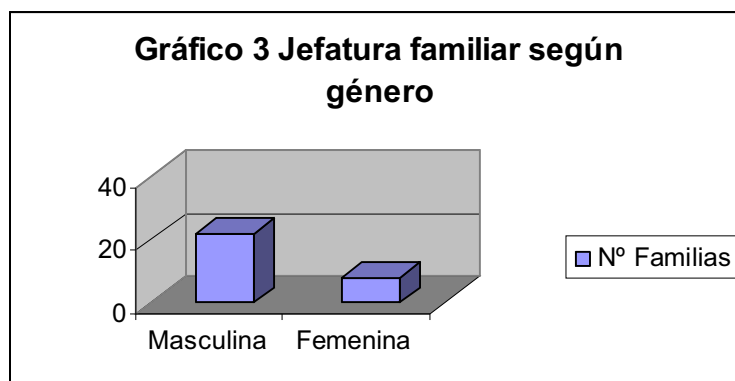 Gráfico 3 Jefatura familiar según
género
40
20
0
Masculina
Femenina
Nº Familias